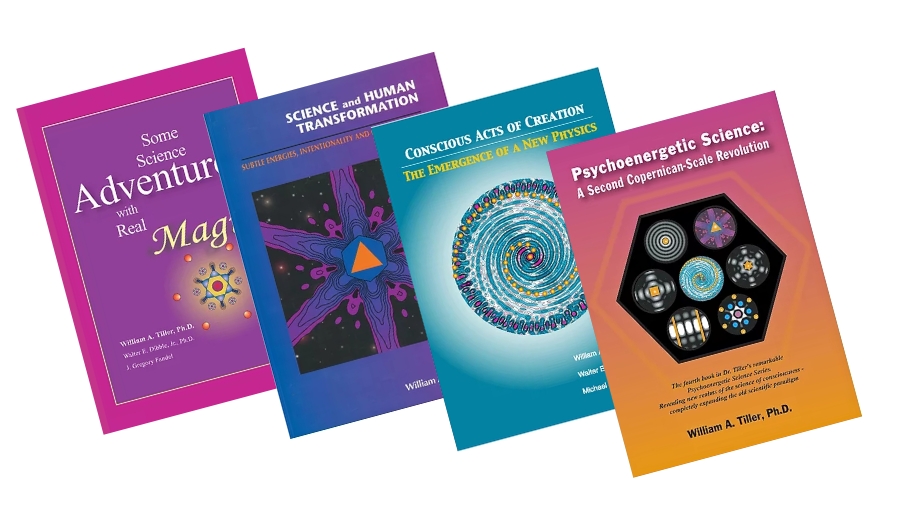 Some
Science
Adventure
with
Real
Mag
William A. Tiller, Ph.D.
Walter E. Dibble, Jr., Ph.D.
J. Gregory Fandel
SCIENCE and HUMAN
TRANSFORMATION
SUBTLE ENERGIES, INTENTIONALITY AND
William
CONSCIOUS ACTS OF CREATION
THE EMERGENCE OF A NEW PHYSICS
William
Walter E
Michael
Psychoenergetic Science:
A Second Copernican-Scale Revolution
The fourth book in Dr. Tiller's remarkable
Psychoenergetic Science Series.
Revealing new realms of the science of consciousness -
completely expanding the old scientific paradigm.
William A. Tiller, Ph.D.